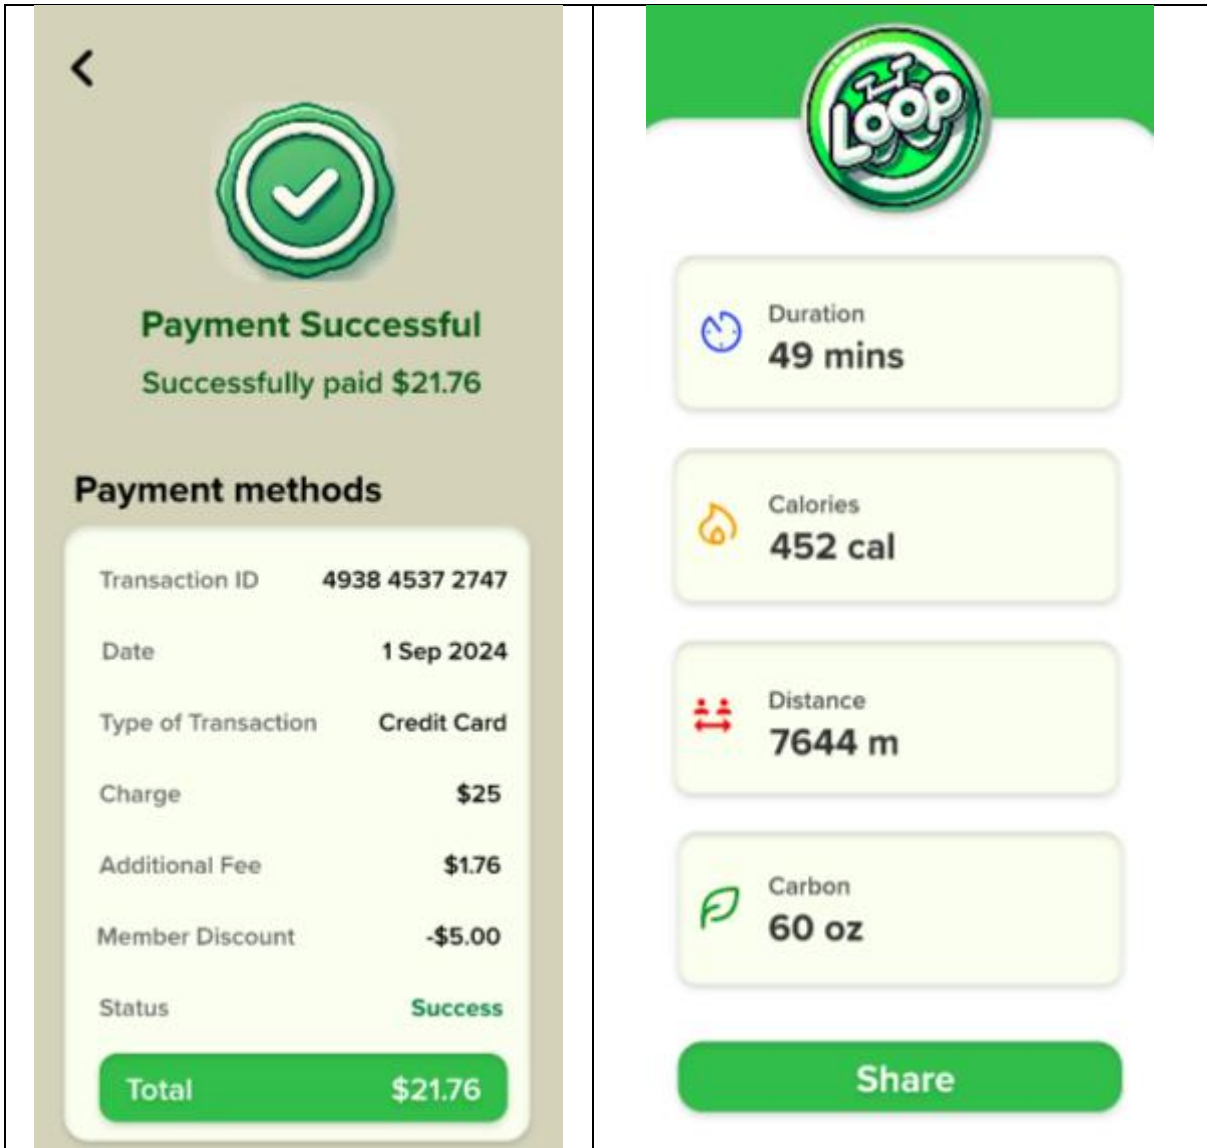 Payment Successful
Successfully paid $21.76
Payment methods
Transaction ID 4938 4537 2747
Date 1 Sep 2024
Type of Transaction Credit Card
Charge $25
Additional Fee $1.76
Member Discount -$5.00
Status Success
Total $21.76
Loop
Duration
49 mins
Calories
452 cal
Distance
7644 m
Carbon
60 oz
Share